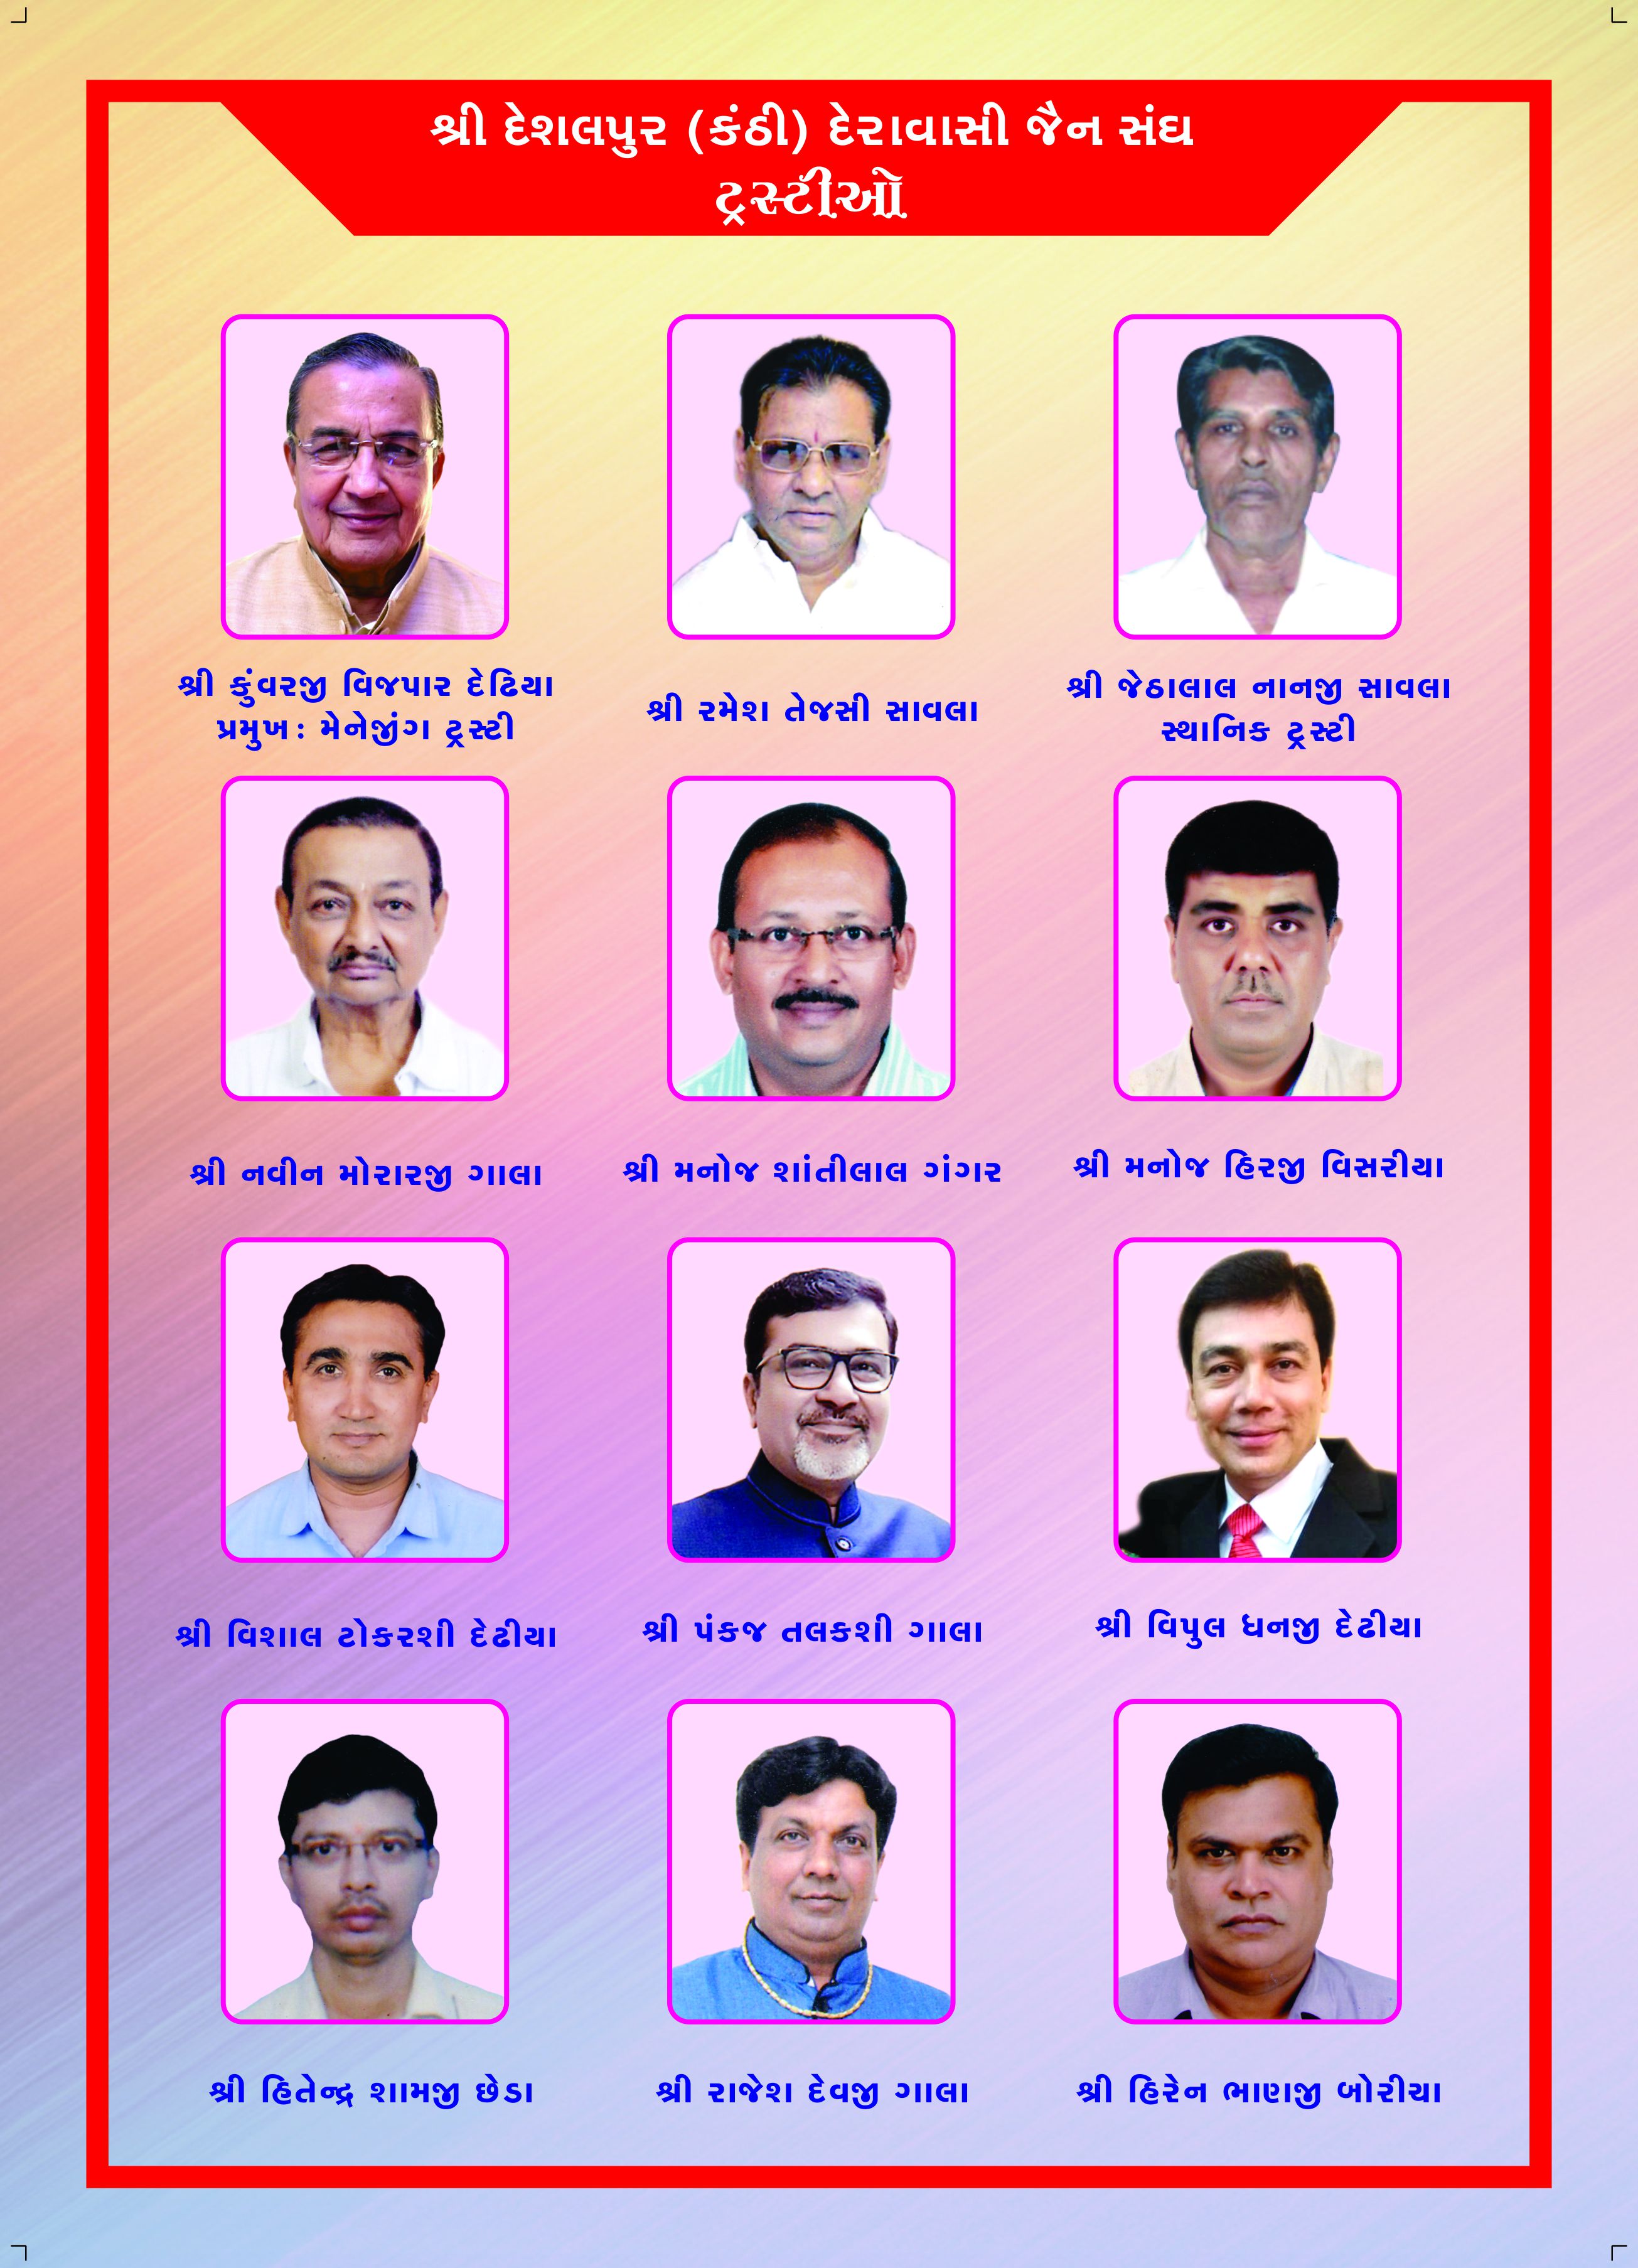 શ્રી દેશલપુર (કંઠી) દેરાવાસી જૈન સંઘ
ટ્રસ્ટીઓ
શ્રી કુંવરજી વિજપાર દેઢિયા
પ્રમુખઃ મેનેજીંગ ટ્રસ્ટી
શ્રી રમેશ તેજસી સાવલા
શ્રી જેઠાલાલ નાનજી સાવલા
સ્થાનિક ટ્રસ્ટી
શ્રી નવીન મોરારજી ગાલા
શ્રી મનોજ શાંતીલાલ ગંગર
શ્રી મનોજ હિરજી વિસરીયા
શ્રી વિશાલ ટોકરશી દેઢીયા
શ્રી પંકજ તલકશી ગાલા
શ્રી વિપુલ ધનજી દેઢીયા
શ્રી હિતેન્દ્ર શામજી છેડા
શ્રી રાજેશ દેવજી ગાલા
શ્રી હિરેન ભાણજી બોરીયા